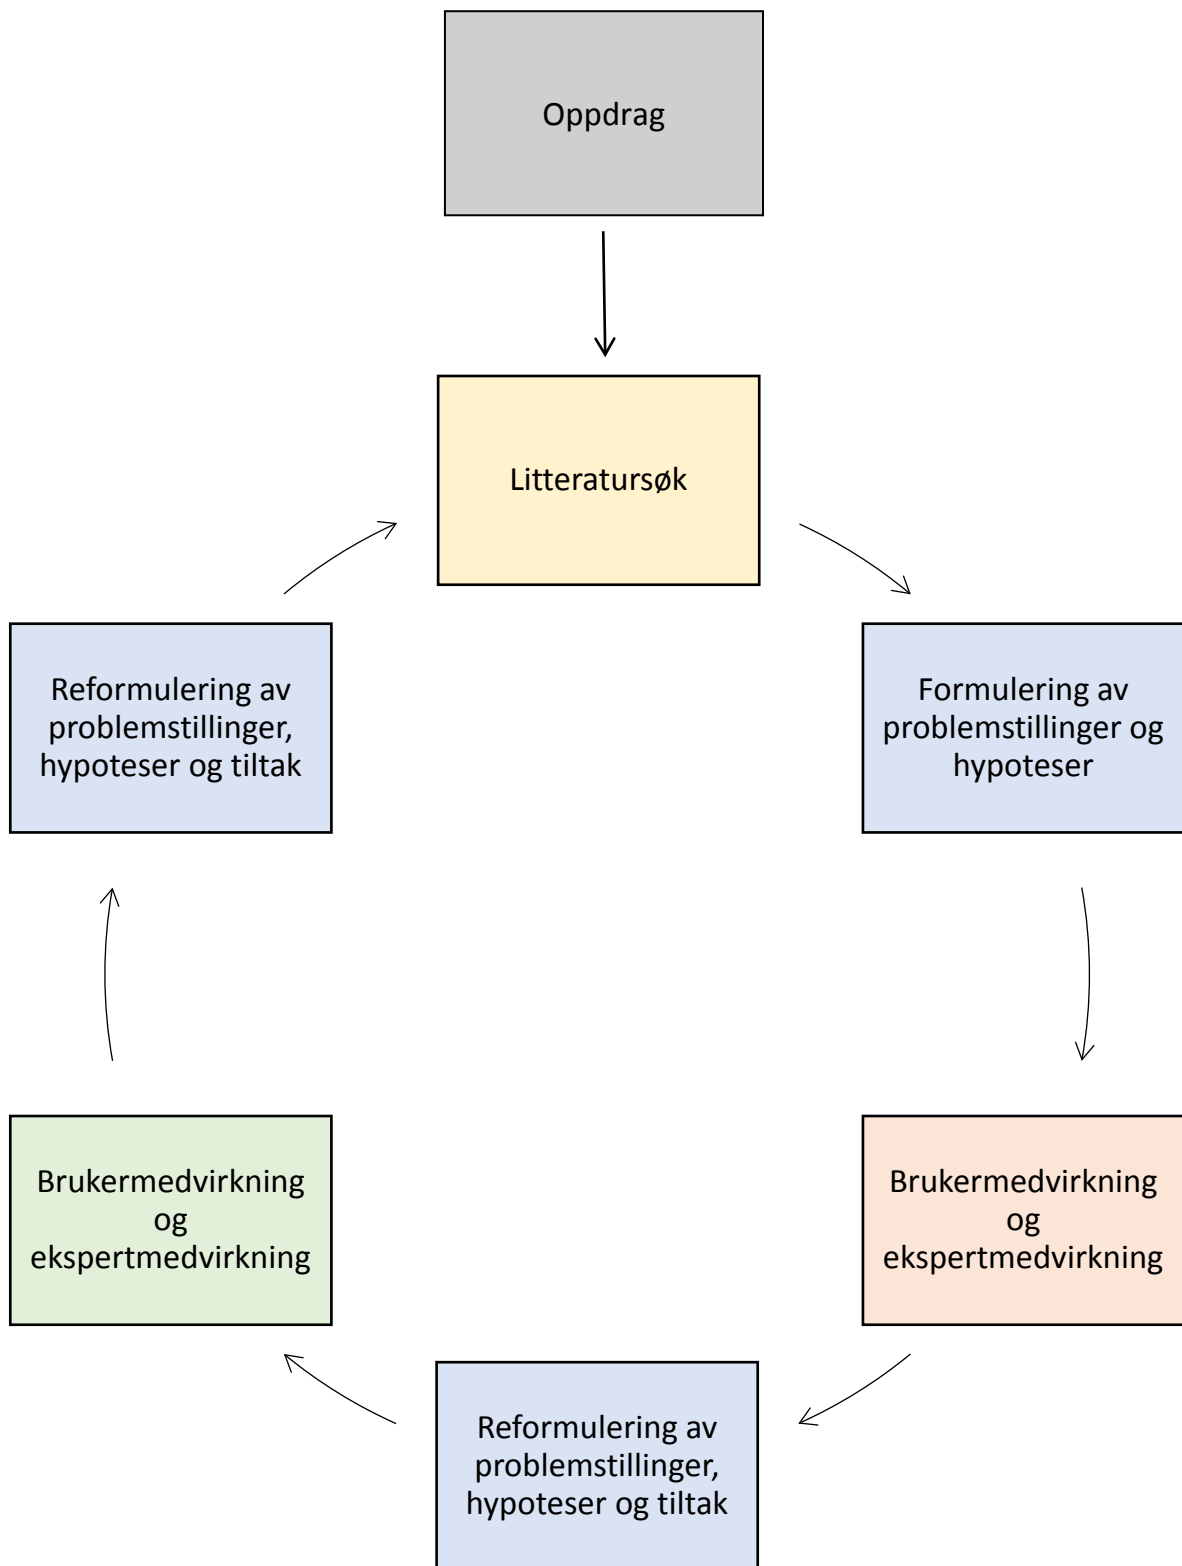 Oppdrag
Litteratursøk
Formulering av
problemstillinger og
hypoteser
Brukermedvirkning
og
ekspertmedvirkning
Reformulering av
problemstillinger,
hypoteser og tiltak
Brukermedvirkning
og
ekspertmedvirkning
Reformulering av
problemstillinger,
hypoteser og tiltak